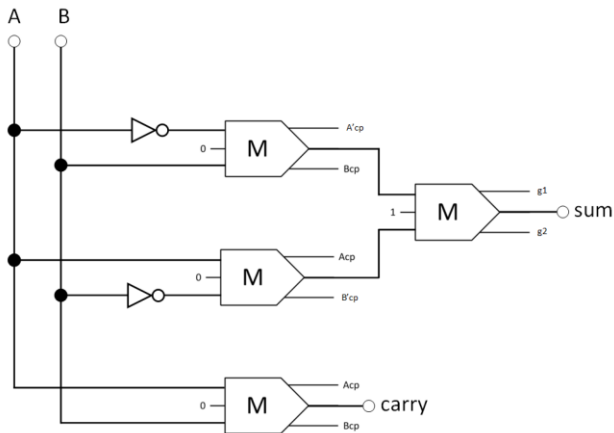 A B
A'cp
0 M
Bcp
g1
1 M sum
g2
Acp
0 M
B'cp
Acp
0 M carry
Bcp